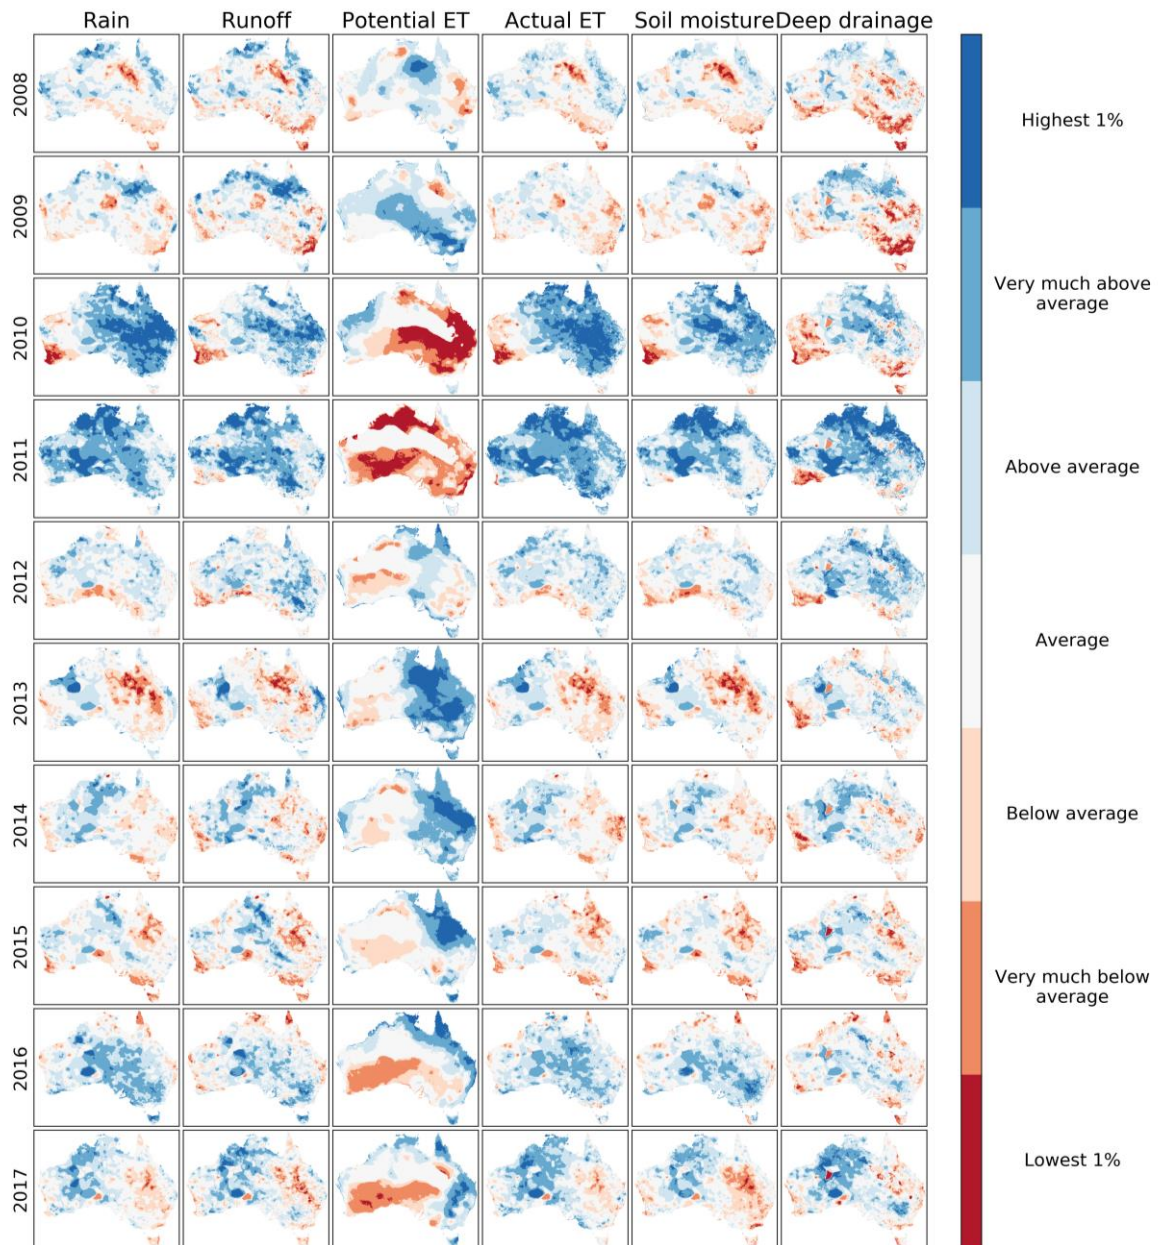 Rain Runoff Potential ET Actual ET Soil moisture Deep drainage
2008
2009
2010
2011
2012
2013
2014
2015
2016
2017
Highest 1%
Very much above
average
Above average
Average
Below average
Very much below
average
Lowest 1%